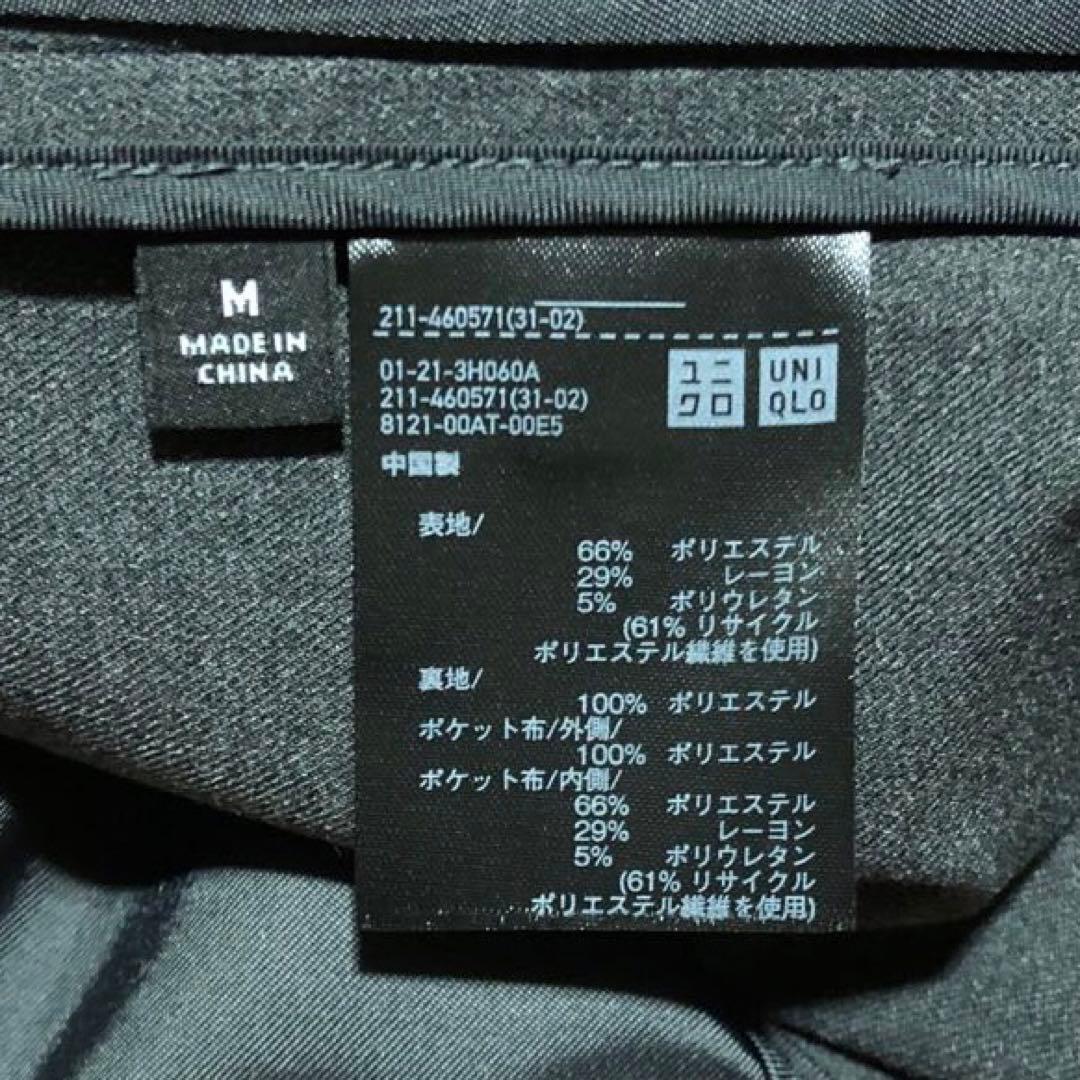 M
MADE IN
CHINA
211-460571(31-02)
01-21-3H060A
211-460571(31-02)
8121-00AT-00E5
ユニ
クロ
UNI
QLO
中国製
表地/
66% ポリエステル
29% レーヨン
5% ポリウレタン
(61% リサイクル
ポリエステル繊維を使用)
裏地/
100% ポリエステル
ポケット布/外側/
100% ポリエステル
ポケット布/内側/
66% ポリエステル
29% レーヨン
5% ポリウレタン
(61% リサイクル
ポリエステル繊維を使用)